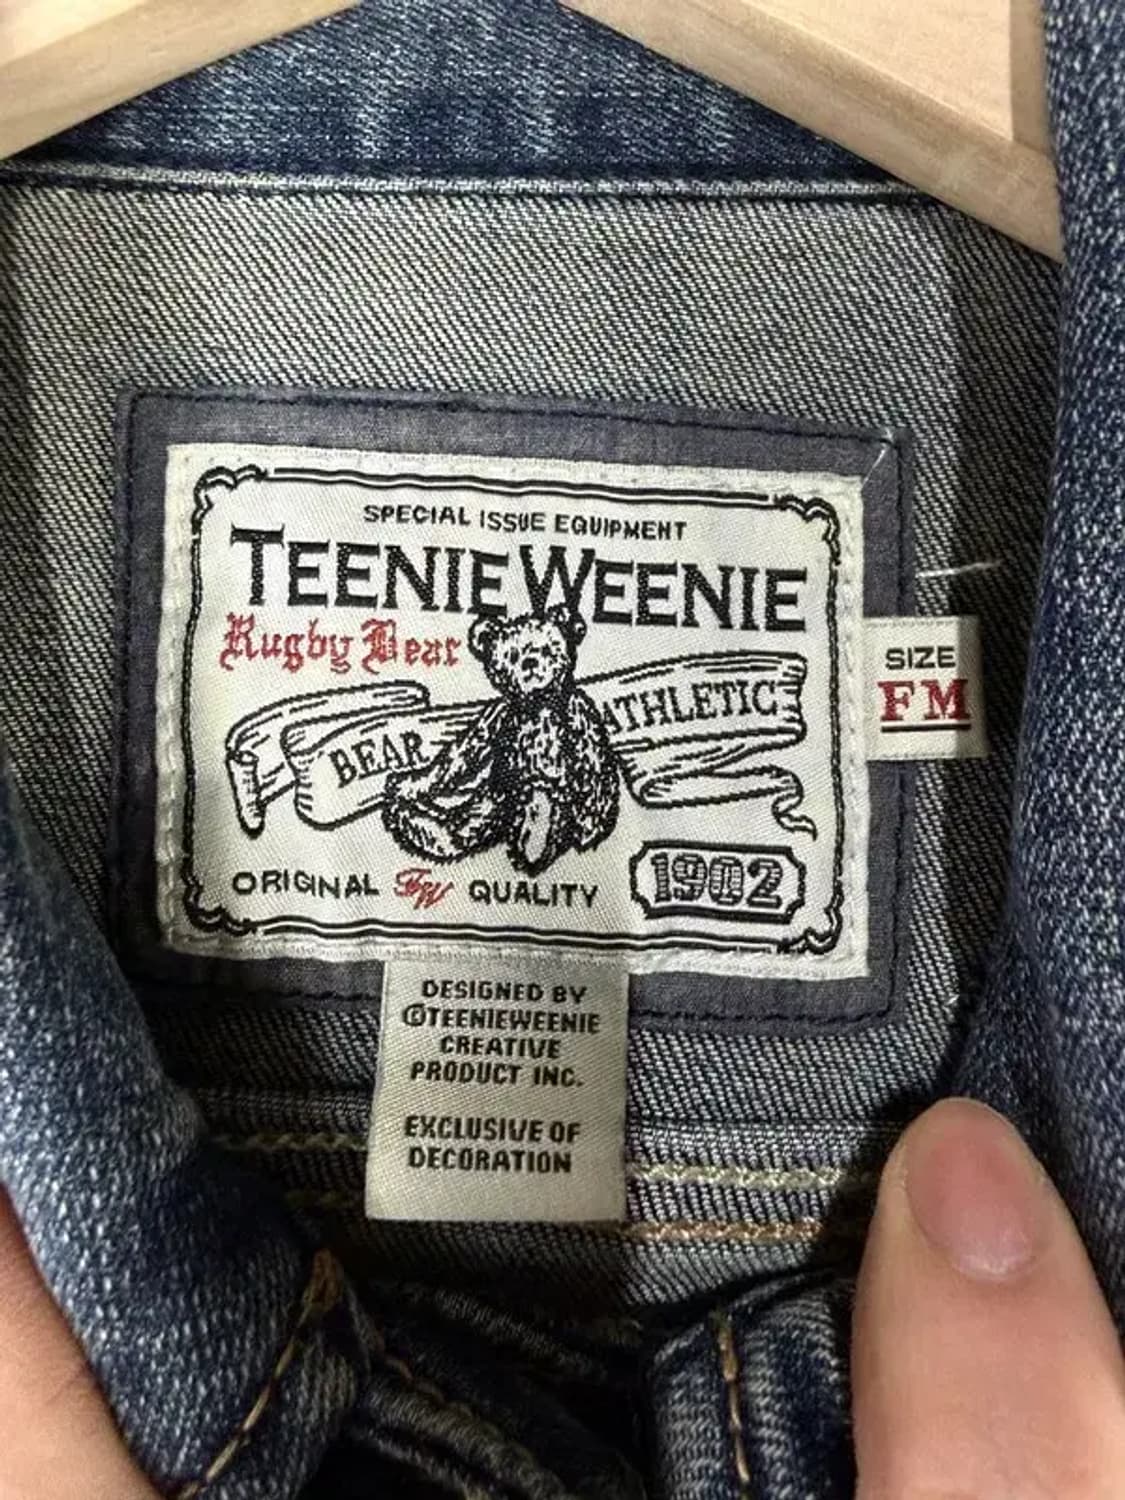 SPECIAL ISSUE EQUIPMENT
TEENIE WEENIE
Rugby Bear
BEAR ATHLETIC
ORIGINAL TW QUALITY
1902
SIZE
FM
DESIGNED BY
©TEENIEWEENIE
CREATIVE
PRODUCT INC.
EXCLUSIVE OF
DECORATION